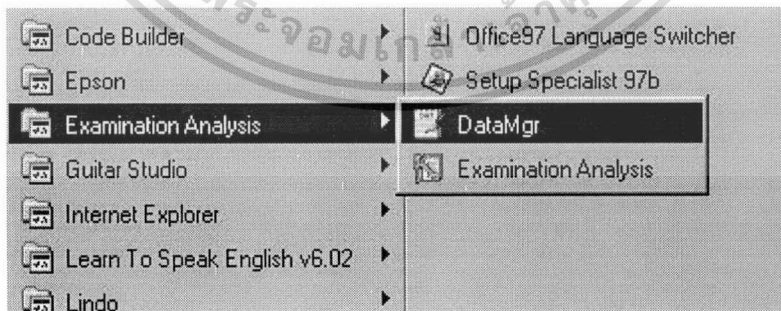 Code Builder
Epson
Examination Analysis
Guitar Studio
Internet Explorer
Learn To Speak English v6.02
Lindo
Office97 Language Switcher
Setup Specialist 97b
DataMgr
Examination Analysis